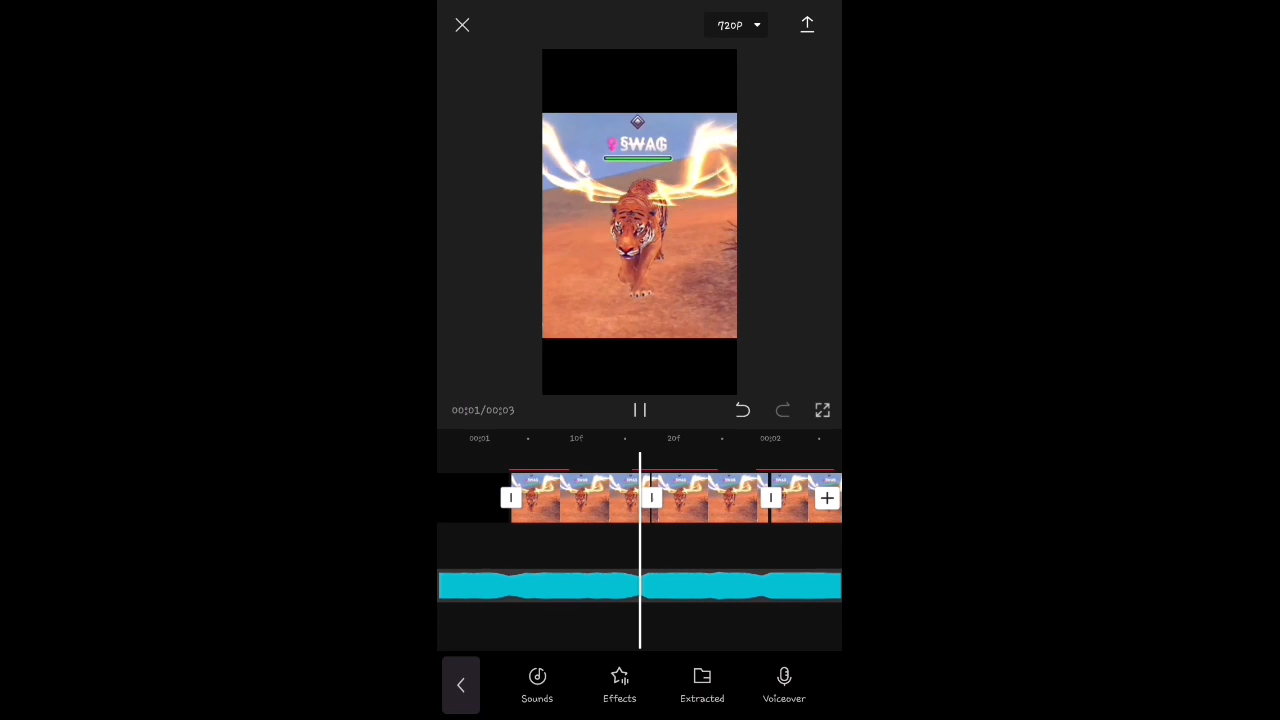 720P
SWAG
00:01/00:03
00:01
10f
20f
00:02
Sounds
Effects
Extracted
Voiceover